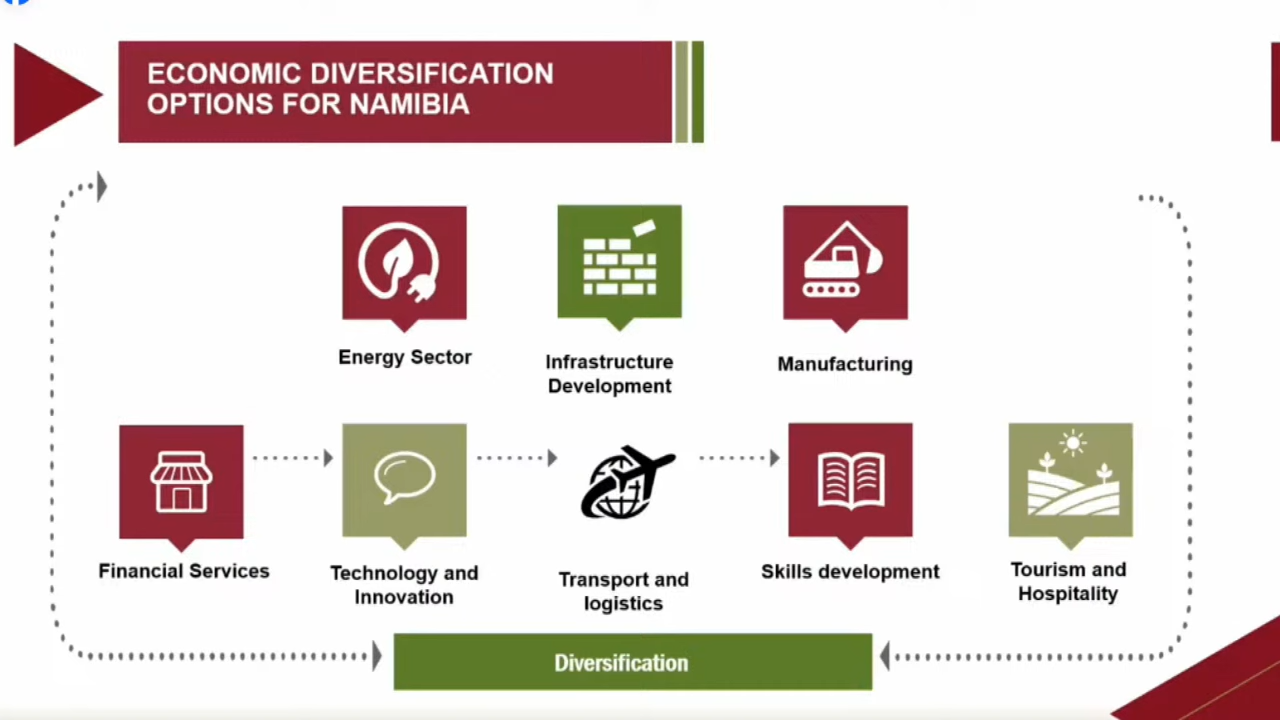 ECONOMIC DIVERSIFICATION
OPTIONS FOR NAMIBIA
Energy Sector
Infrastructure
Development
Manufacturing
Financial Services
Technology and
Innovation
Transport and
logistics
Skills development
Tourism and
Hospitality
Diversification